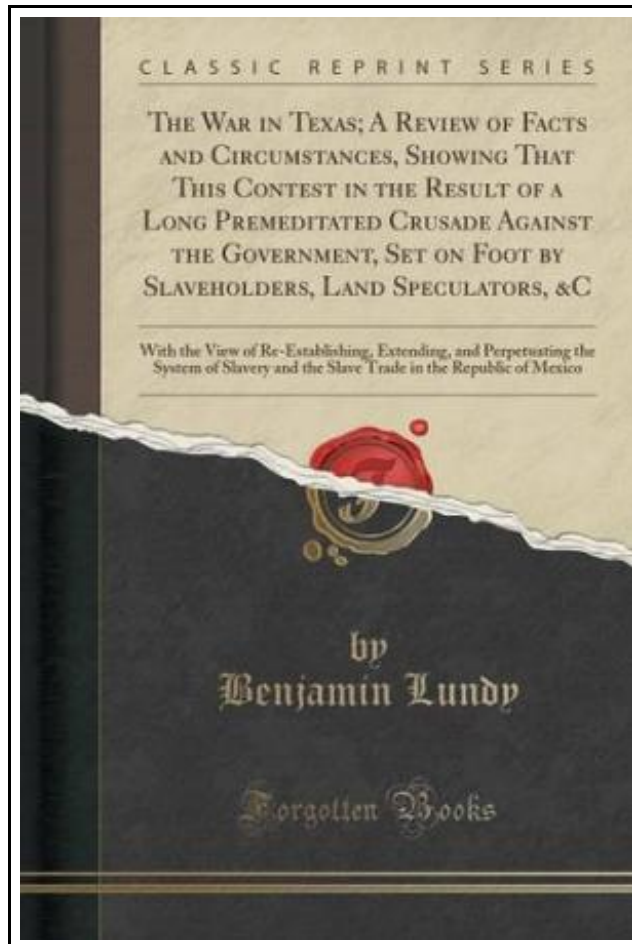 CLASSIC REPRINT SERIES
THE WAR IN TEXAS; A REVIEW OF FACTS
AND CIRCUMSTANCES, SHOWING THAT
THIS CONTEST IN THE RESULT OF A
LONG PREMEDITATED CRUSADE AGAINST
THE GOVERNMENT, SET ON FOOT BY
SLAVEHOLDERS, LAND SPECULATORS, &C
With the View of Re-Establishing, Extending, and Perpetuating the
System of Slavery and the Slave Trade in the Republic of Mexico
by
Benjamin Lundy
Forgotten Books